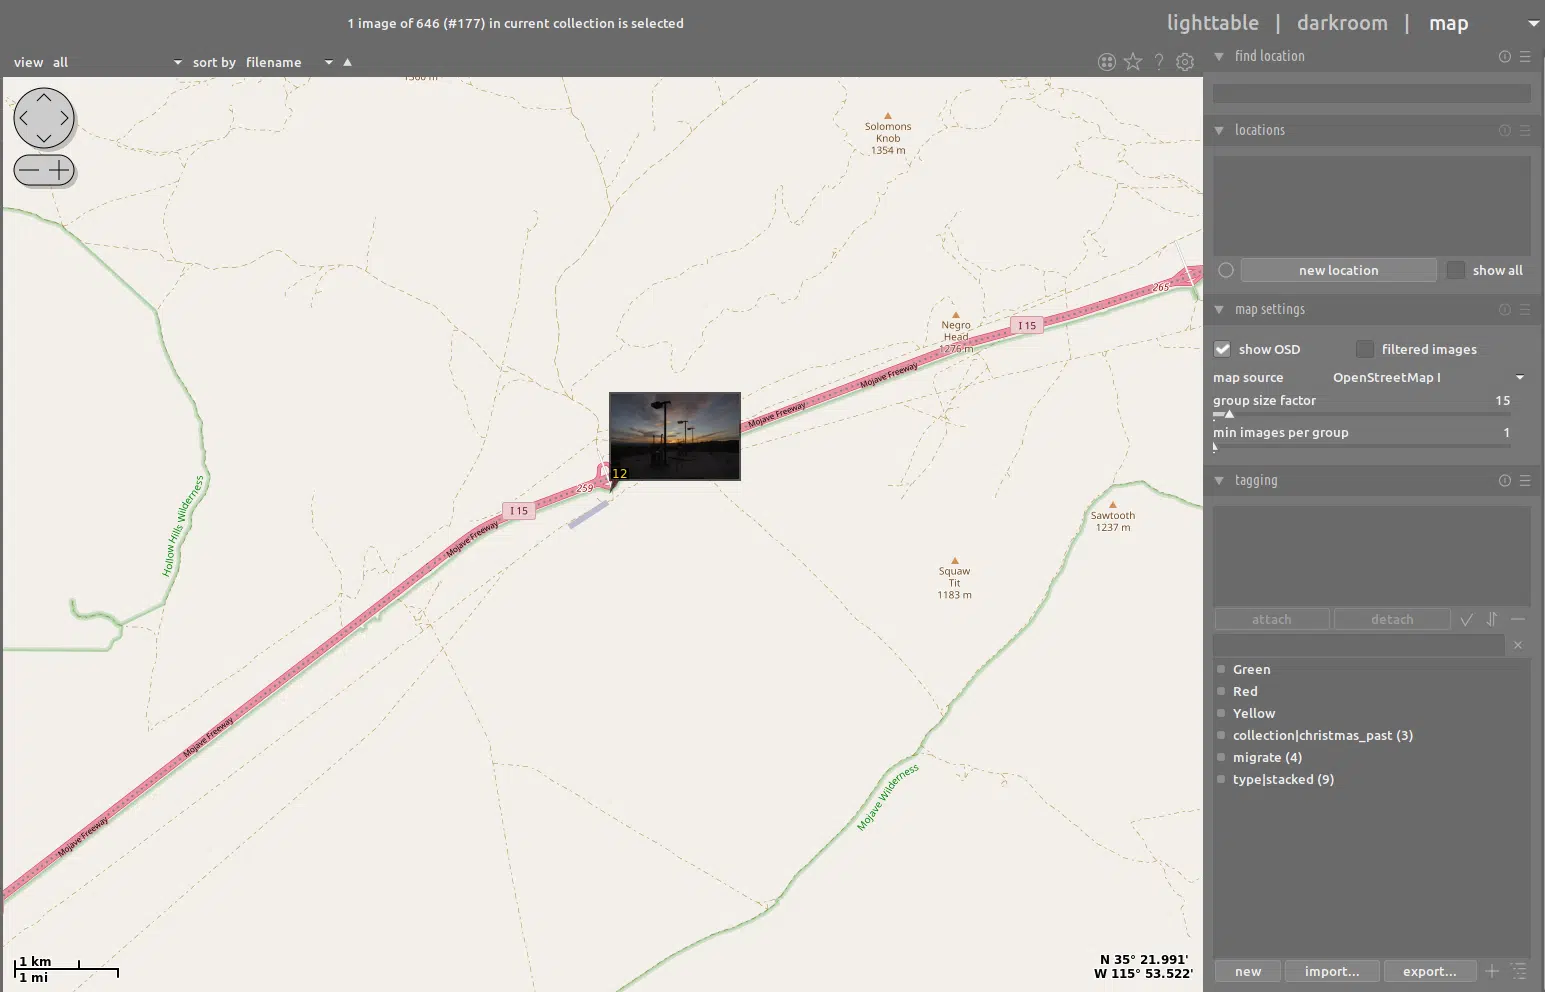 1 image of 646 (#177) in current collection is selected
lighttable | darkroom | map
view all sort by filename
find location
1300 m
Solomons
Knob
1354 m
locations
new location
show all
265
map settings
Negro
Head
1276 m
I 15
show OSD
filtered images
Mojave Freeway
map source OpenStreetMap I
group size factor 15
Mojave Freeway
min images per group 1
12
259
tagging
I 15
Hollow Hills Wilderness
Mojave Freeway
Sawtooth
1237 m
Squaw
Tit
1183 m
attach
detach
Green
Red
Yellow
collection|christmas_past (3)
migrate (4)
type|stacked (9)
Mojave Freeway
Mojave Wilderness
Mojave Freeway
1 km
1 mi
N 35° 21.991'
W 115° 53.522'
new
import...
export...